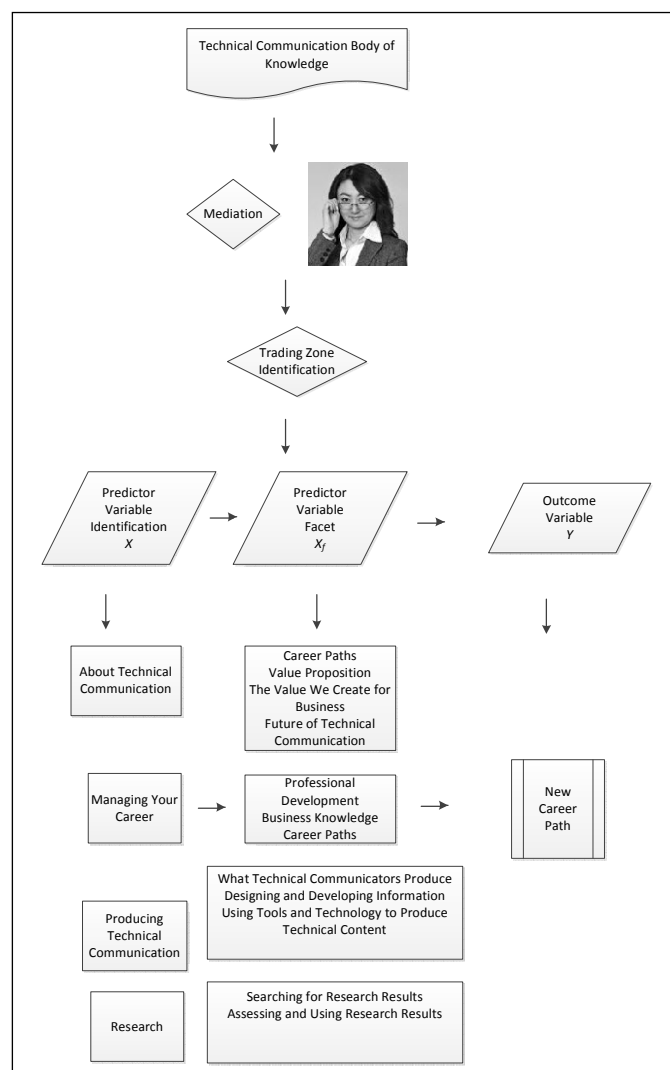 Technical Communication Body of
Knowledge
Mediation
Trading Zone
Identification
Predictor
Variable
Identification
X
Predictor
Variable
Facet
Xf
Outcome
Variable
Y
About Technical
Communication
Career Paths
Value Proposition
The Value We Create for
Business
Future of Technical
Communication
Managing Your
Career
Professional
Development
Business Knowledge
Career Paths
New
Career
Path
Producing
Technical
Communication
What Technical Communicators Produce
Designing and Developing Information
Using Tools and Technology to Produce
Technical Content
Research
Searching for Research Results
Assessing and Using Research Results